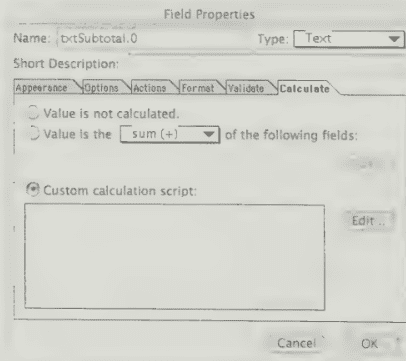 Field Properties
Name: txtSubtotal.0 Type: Text
Short Description:
Appearance Options Actions Format Validate Calculate
Value is not calculated.
Value is the sum (+) of the following fields:
Custom calculation script:
Edit...
Cancel OK